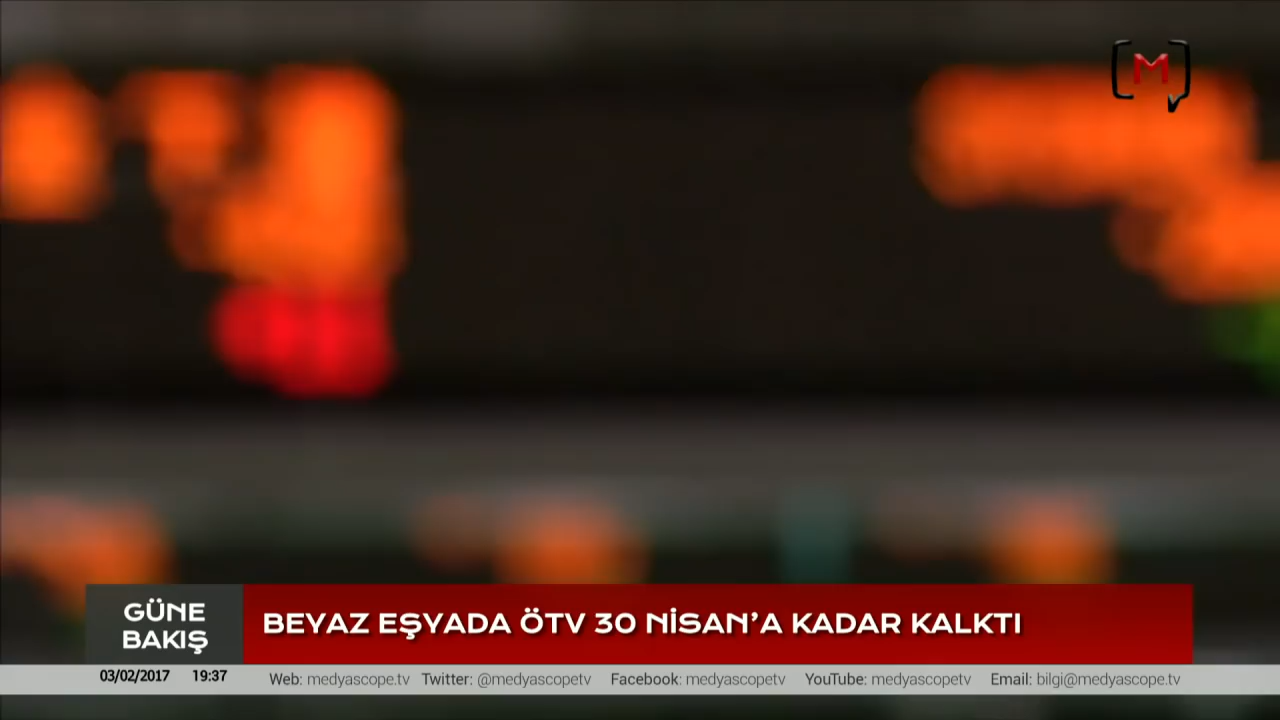 M
GÜNE
BAKIŞ
BEYAZ EŞYADA ÖTV 30 NİSAN'A KADAR KALKTI
03/02/2017 19:37 Web: medyascope.tv Twitter: @medyascopetv Facebook: medyascopetv YouTube: medyascopetv Email: bilgi@medyascope.tv